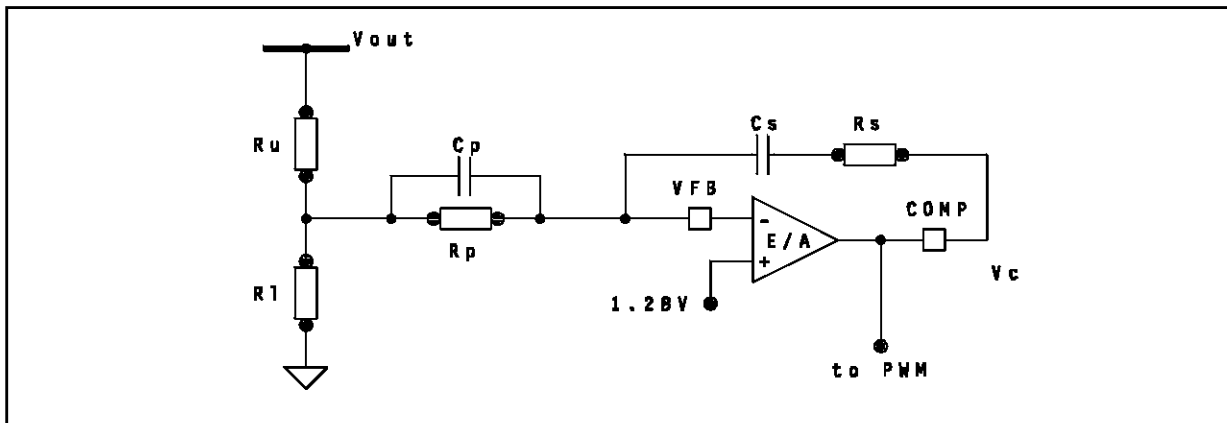 Vout
Ru
Cp
Cs
Rs
VFB
COMP
Rp
E/A
-
+
Rl
1.28V
Vc
to PWM